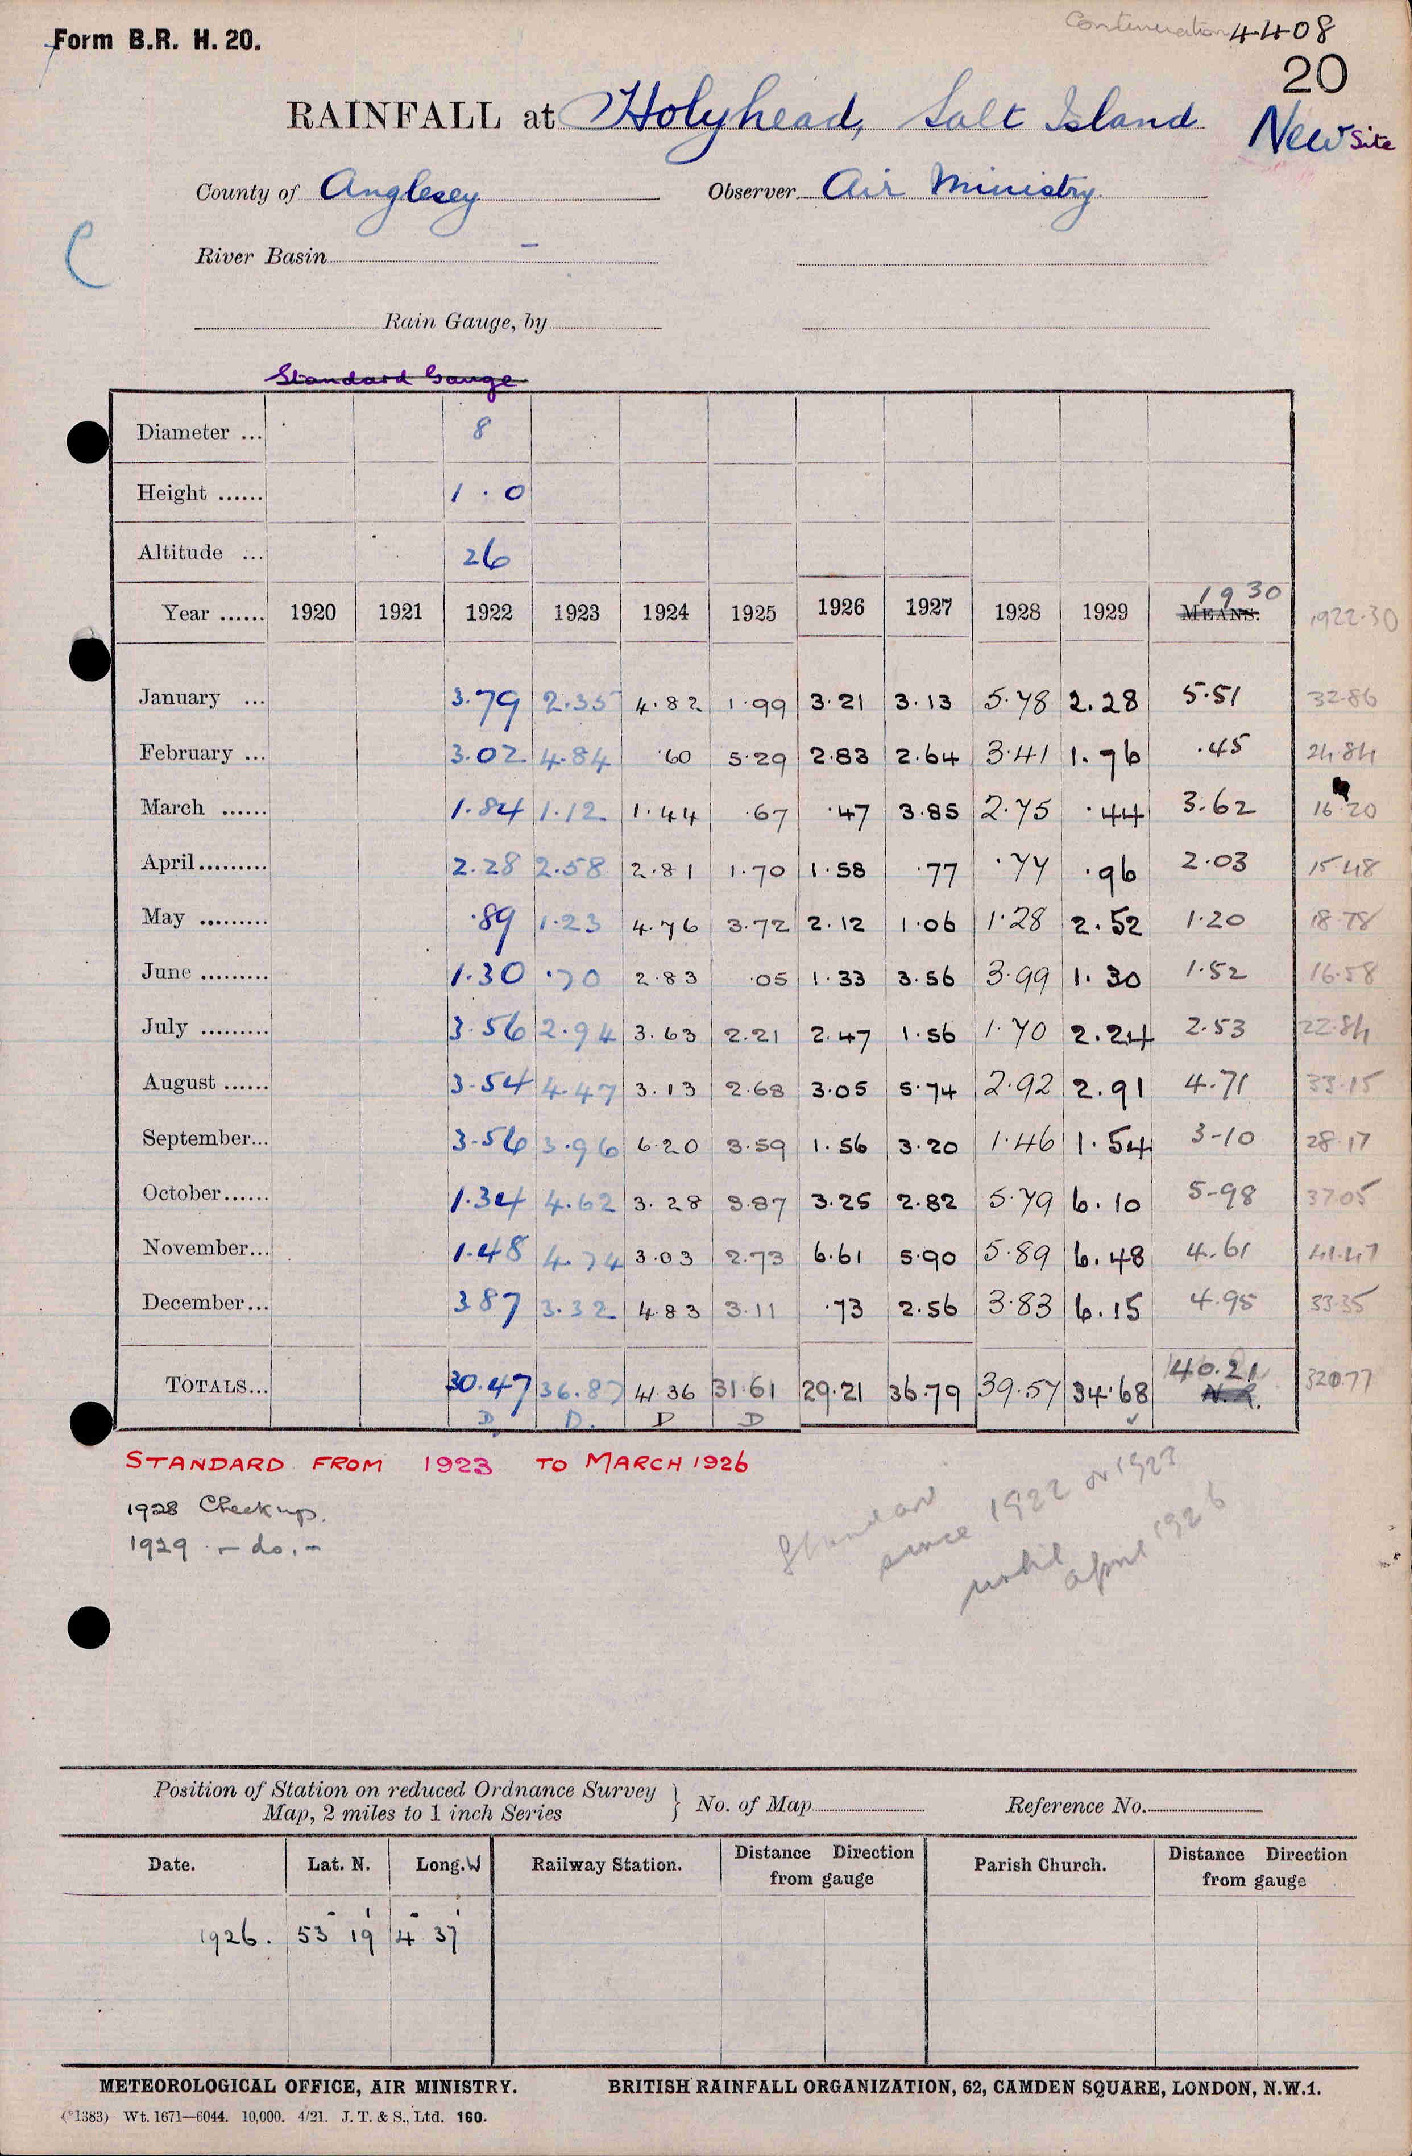 Form B.R. H. 20.
Continuation 4408
20
RAINFALL at Holyhead, Salt Island
New Site
County of Anglesey Observer Air Ministry
River Basin –
Rain Gauge, by
Standard Gauge
Diameter ... 8
Height ...... 1.0
Altitude ... 26
Year ...... 1920 1921 1922 1923 1924 1925 1926 1927 1928 1929 MEANS. 1930 1922-30
January ... 3.79 2.35 4.82 1.99 3.21 3.13 5.78 2.28 5.51 32.86
February ... 3.02 4.84 .60 5.29 2.83 2.64 3.41 1.76 .45 24.84
March ...... 1.84 1.12 1.44 .67 .47 3.85 2.75 .44 3.62 16.20
April ......... 2.28 2.58 2.81 1.70 1.58 .77 .77 .96 2.03 15.48
May ......... .89 1.23 4.76 3.72 2.12 1.06 1.28 2.52 1.20 18.78
June ......... 1.30 .70 2.83 .05 1.33 3.56 3.99 1.30 1.52 16.58
July ......... 3.56 2.94 3.63 2.21 2.47 1.56 1.70 2.24 2.53 22.84
August ...... 3.54 4.47 3.13 2.68 3.05 5.74 2.92 2.91 4.71 33.15
September... 3.56 3.96 6.20 3.59 1.56 3.20 1.46 1.54 3-10 28.17
October...... 1.34 4.62 3.28 3.87 3.25 2.82 5.79 6.10 5-98 37.05
November... 1.48 4.74 3.03 2.73 6.61 5.90 5.89 6.48 4.61 41.47
December... 3.87 3.32 4.83 3.11 .73 2.56 3.83 6.15 4.95 33.35
TOTALS... 30.47 36.87 41.36 31.61 29.21 36.79 39.57 34.68 40.21 320.77
D. D. D D ✓ N.R.
STANDARD FROM 1923 TO MARCH 1926
1928 Check up.
1929 - do. -
Standard
since 1922 or 1923
until
April 1926
Position of Station on reduced Ordnance Survey
Map, 2 miles to 1 inch Series } No. of Map Reference No.
Date. Lat. N. Long. W Railway Station. Distance Direction from gauge Parish Church. Distance Direction from gauge
1926. 53 19 4 37
METEOROLOGICAL OFFICE, AIR MINISTRY. BRITISH RAINFALL ORGANIZATION, 62, CAMDEN SQUARE, LONDON, N.W.1.
(*1383) Wt. 1671—6044. 10,000. 4/21. J. T. & S., Ltd. 160.